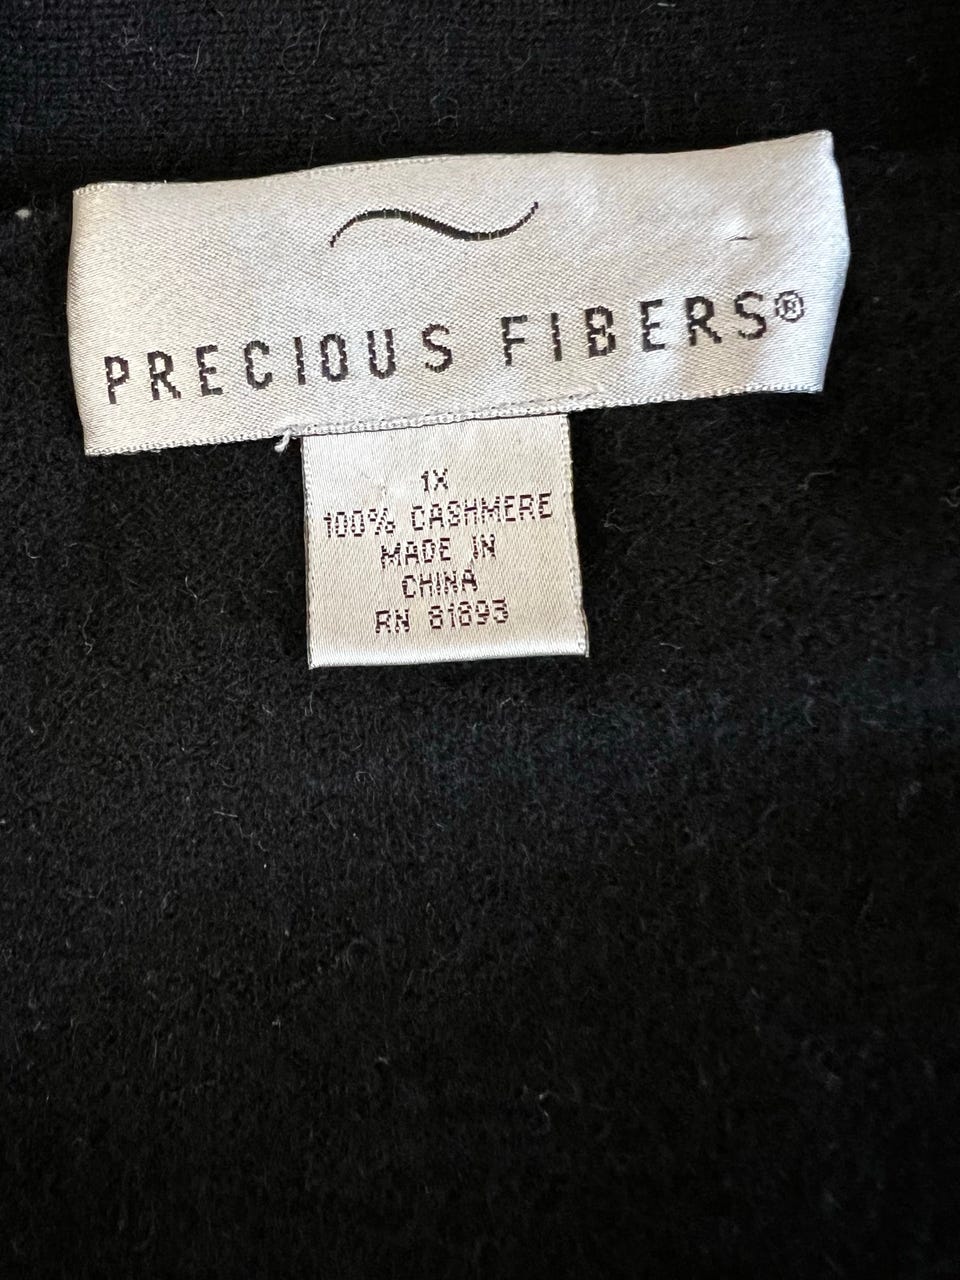 PRECIOUS FIBERS®
1X
100% CASHMERE
MADE IN
CHINA
RN 81893